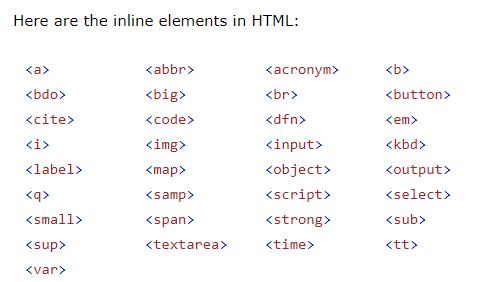 Here are the inline elements in HTML:
<a> <abbr> <acronym> <b>
<bdo> <big> <br> <button>
<cite> <code> <dfn> <em>
<i> <img> <input> <kbd>
<label> <map> <object> <output>
<q> <samp> <script> <select>
<small> <span> <strong> <sub>
<sup> <textarea> <time> <tt>
<var>